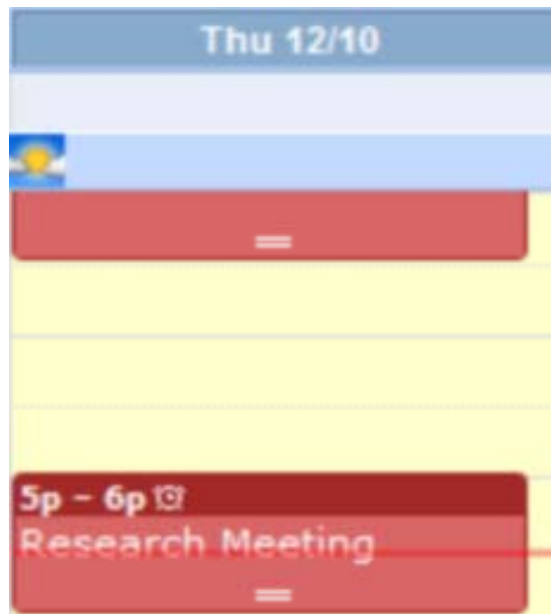 Thu 12/10
5p – 6p
Research Meeting